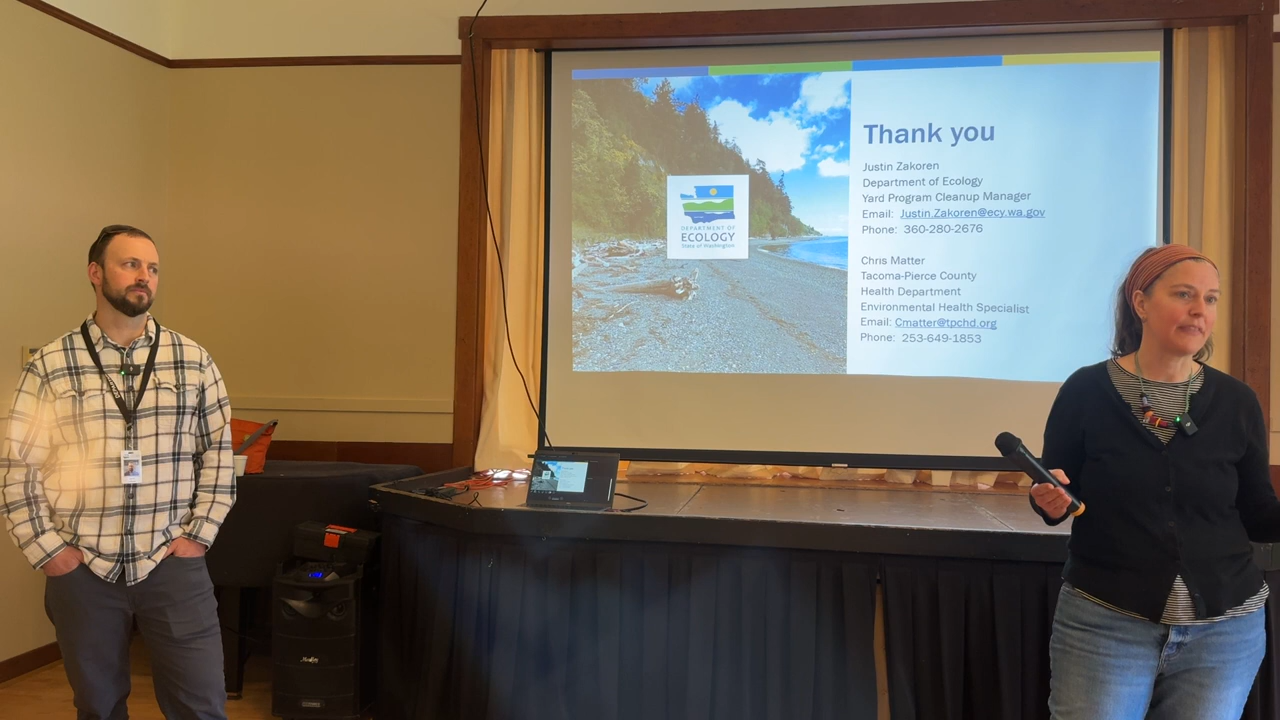 Thank you
Justin Zakoren
Department of Ecology
Yard Program Cleanup Manager
Email: Justin.Zakoren@ecy.wa.gov
Phone: 360-280-2676
Chris Matter
Tacoma-Pierce County
Health Department
Environmental Health Specialist
Email: Cmatter@tpchd.org
Phone: 253-649-1853
DEPARTMENT OF
ECOLOGY
State of Washington